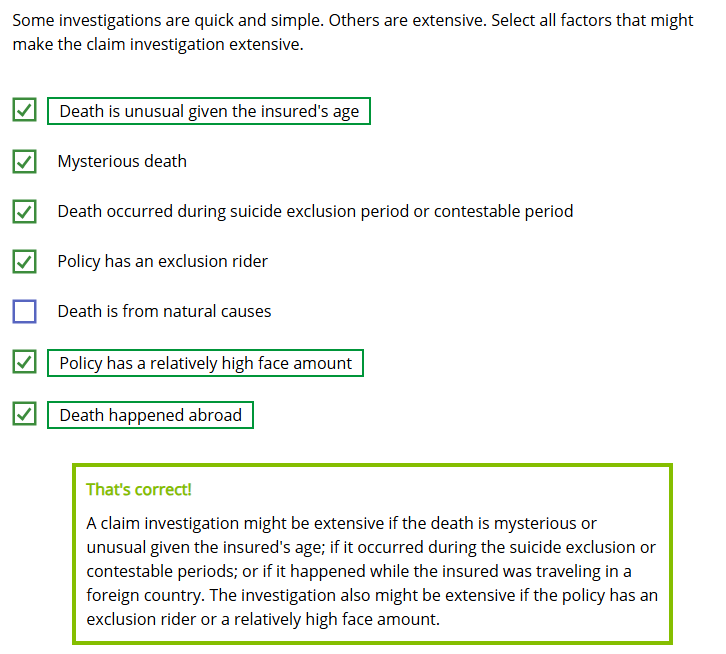 Some investigations are quick and simple. Others are extensive. Select all factors that might
make the claim investigation extensive.
Death is unusual given the insured's age
Mysterious death
Death occurred during suicide exclusion period or contestable period
Policy has an exclusion rider
Death is from natural causes
Policy has a relatively high face amount
Death happened abroad
That's correct!
A claim investigation might be extensive if the death is mysterious or
unusual given the insured's age; if it occurred during the suicide exclusion or
contestable periods; or if it happened while the insured was traveling in a
foreign country. The investigation also might be extensive if the policy has an
exclusion rider or a relatively high face amount.